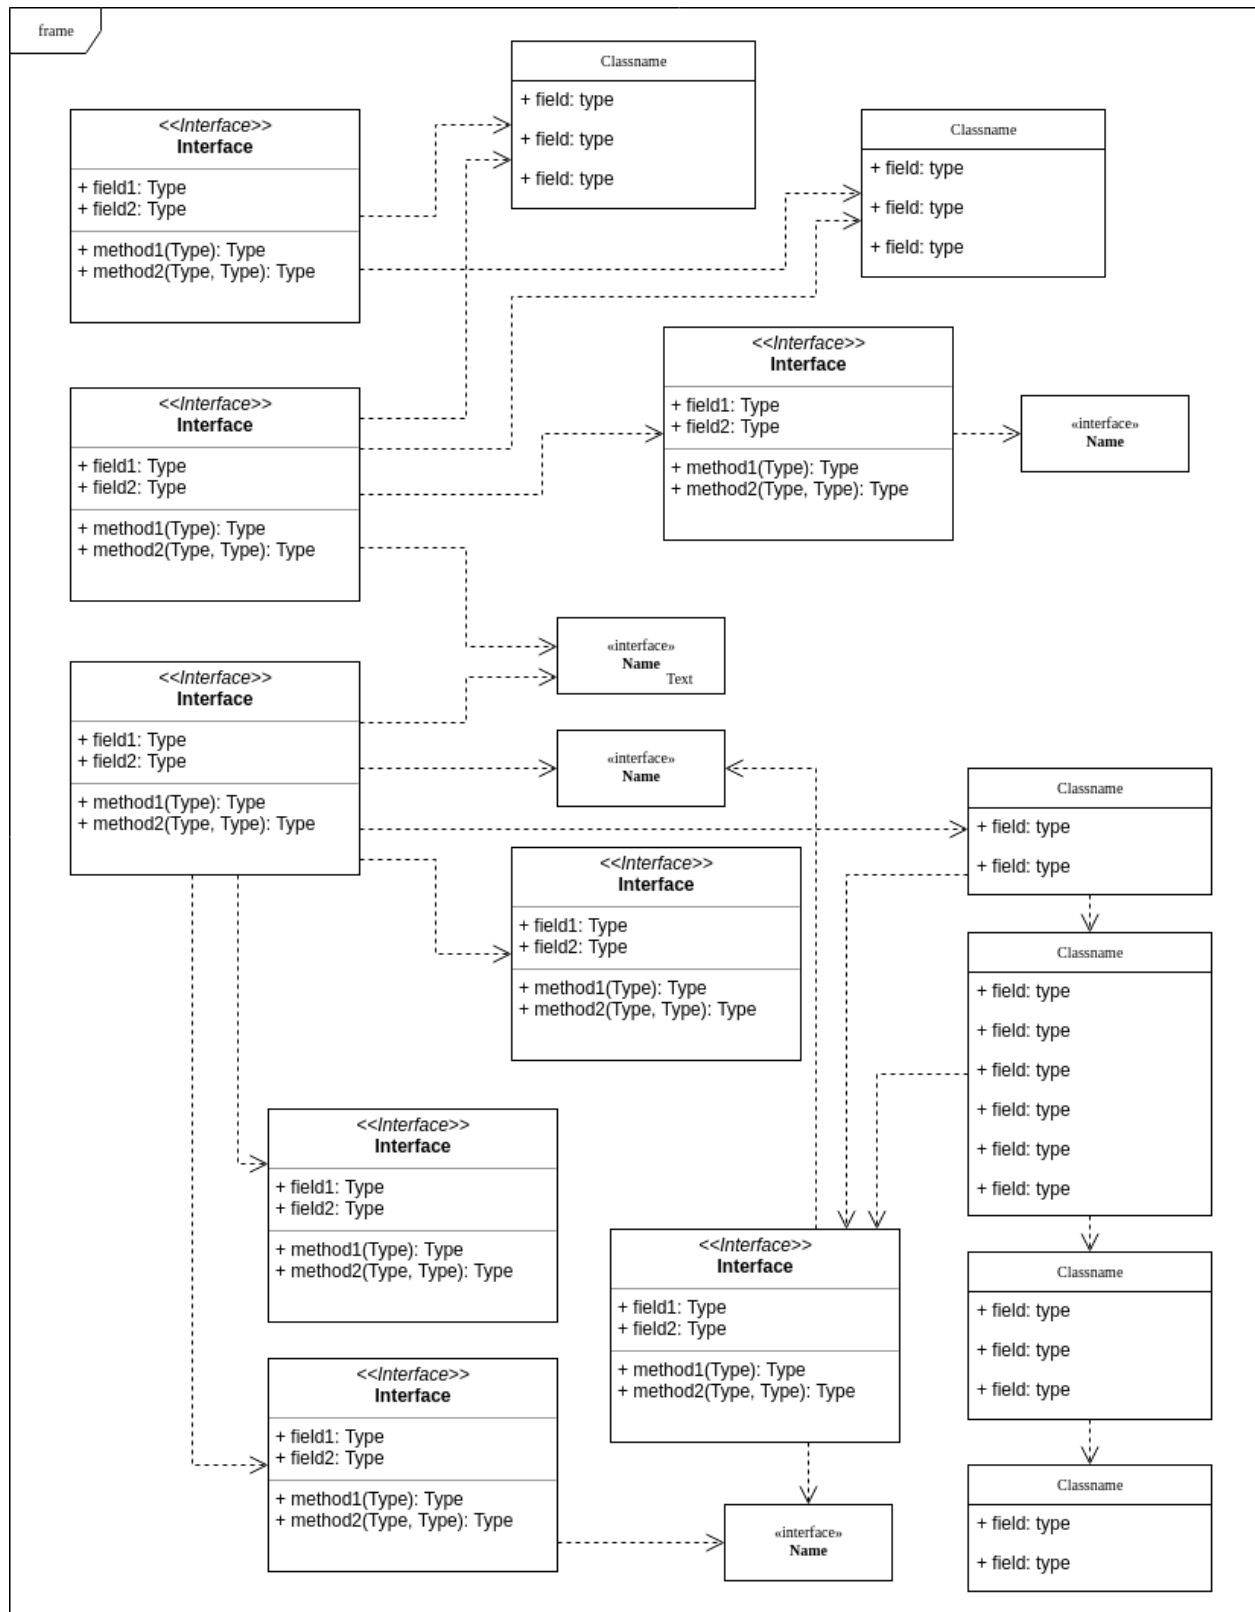 frame
Classname
+ field: type
+ field: type
+ field: type
<<Interface>>
Interface
+ field1: Type
+ field2: Type
+ method1(Type): Type
+ method2(Type, Type): Type
Classname
+ field: type
+ field: type
+ field: type
<<Interface>>
Interface
+ field1: Type
+ field2: Type
+ method1(Type): Type
+ method2(Type, Type): Type
«interface»
Name
<<Interface>>
Interface
+ field1: Type
+ field2: Type
+ method1(Type): Type
+ method2(Type, Type): Type
«interface»
Name
Text
<<Interface>>
Interface
+ field1: Type
+ field2: Type
+ method1(Type): Type
+ method2(Type, Type): Type
«interface»
Name
Classname
+ field: type
+ field: type
<<Interface>>
Interface
+ field1: Type
+ field2: Type
+ method1(Type): Type
+ method2(Type, Type): Type
Classname
+ field: type
+ field: type
+ field: type
+ field: type
+ field: type
+ field: type
<<Interface>>
Interface
+ field1: Type
+ field2: Type
+ method1(Type): Type
+ method2(Type, Type): Type
<<Interface>>
Interface
+ field1: Type
+ field2: Type
+ method1(Type): Type
+ method2(Type, Type): Type
Classname
+ field: type
+ field: type
+ field: type
<<Interface>>
Interface
+ field1: Type
+ field2: Type
+ method1(Type): Type
+ method2(Type, Type): Type
Classname
+ field: type
+ field: type
«interface»
Name